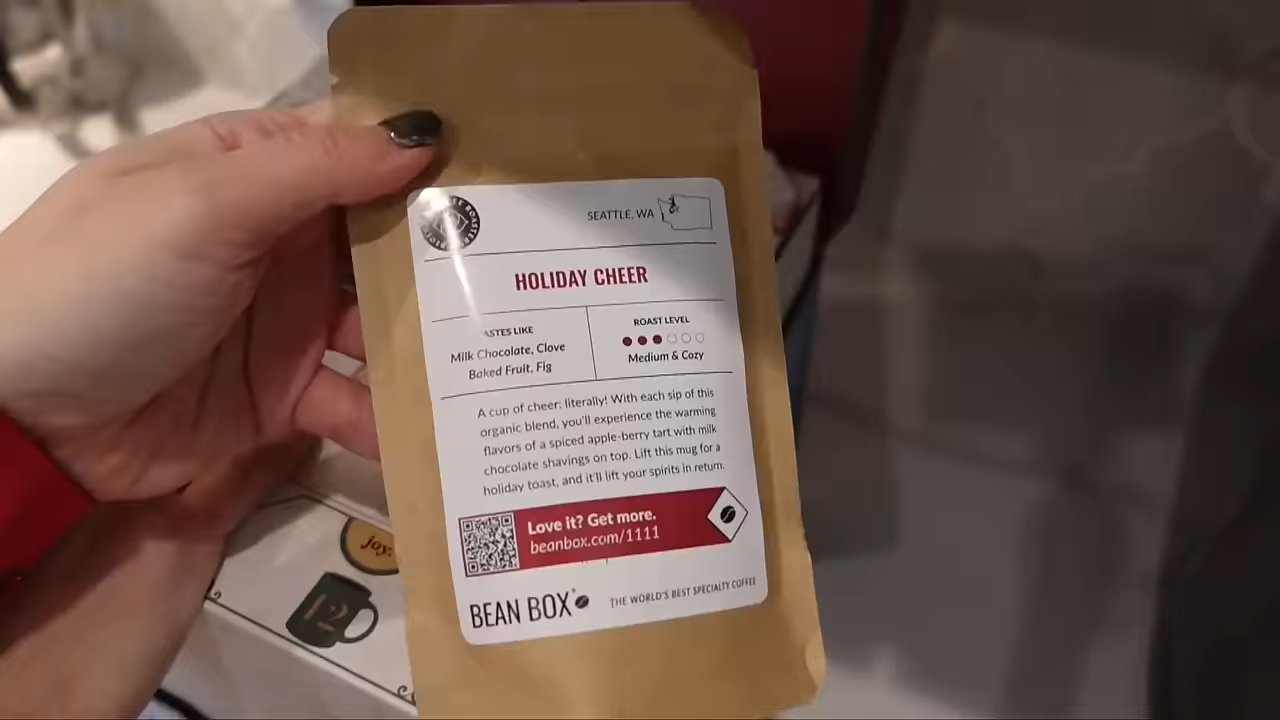 SEATTLE, WA
HOLIDAY CHEER
ASTES LIKE
Milk Chocolate, Clove
Baked Fruit, Fig
ROAST LEVEL
Medium & Cozy
A cup of cheer: literally! With each sip of this
organic blend, you'll experience the warming
flavors of a spiced apple-berry tart with milk
chocolate shavings on top. Lift this mug for a
holiday toast, and it'll lift your spirits in return.
Love it? Get more.
beanbox.com/1111
BEAN BOX
THE WORLD'S BEST SPECIALTY COFFEE
joy.
12